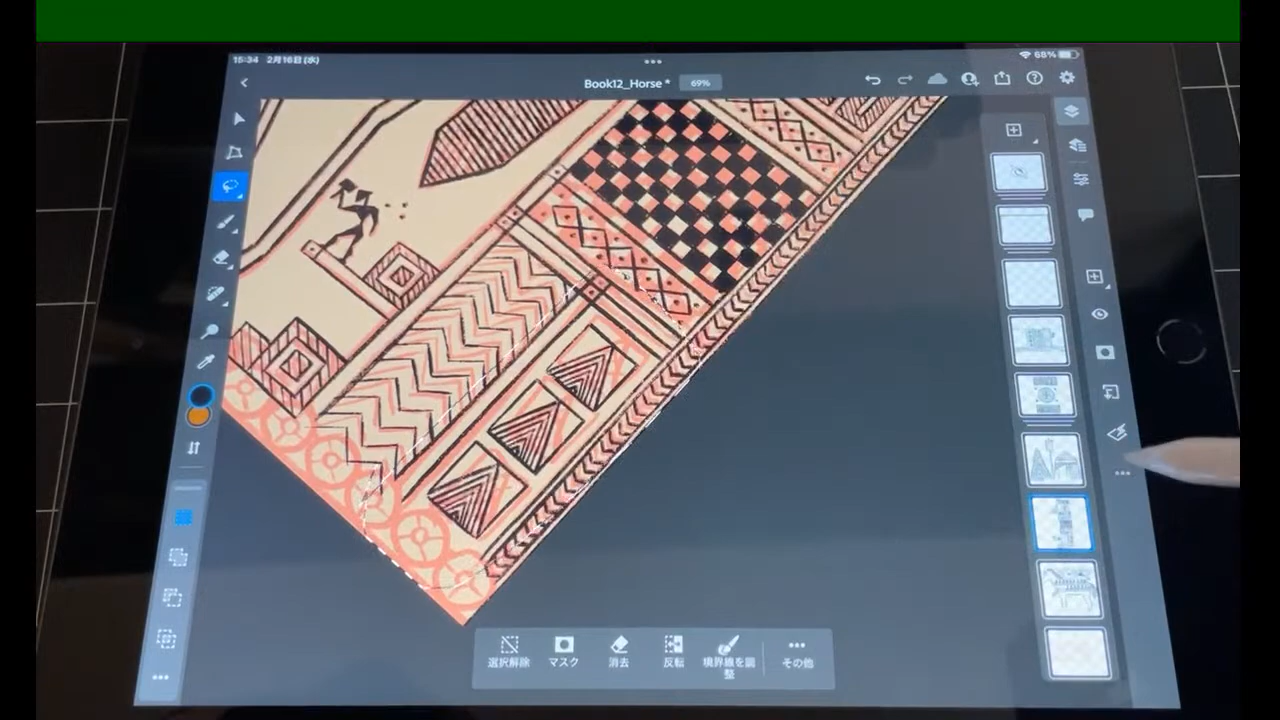 15:34 2月16日(水)
68%
Book12_Horse *
69%
選択解除
マスク
消去
反転
境界線を調
整
その他